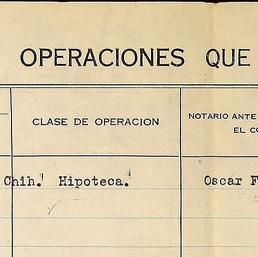 OPERACIONES QUE
CLASE DE OPERACION
NOTARIO ANTE
EL
Chih. Hipoteca.
Oscar